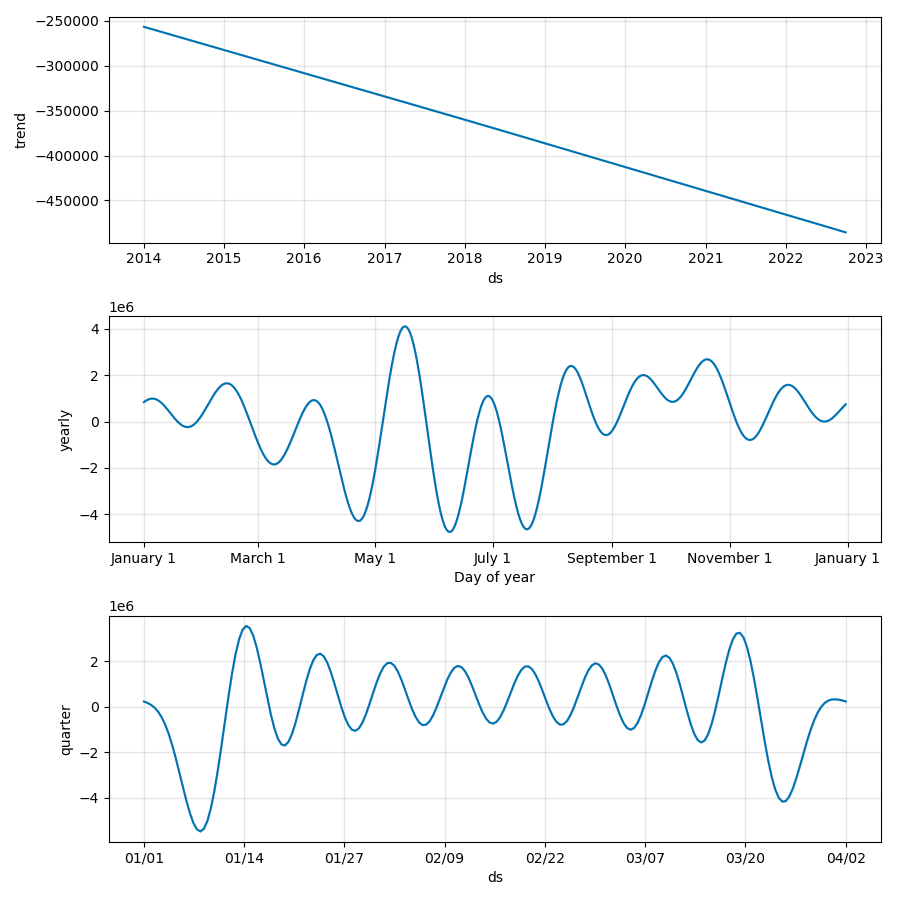 −250000
−300000
−350000
−400000
−450000
trend
2014 2015 2016 2017 2018 2019 2020 2021 2022 2023
ds
1e6
4
2
0
−2
−4
yearly
January 1 March 1 May 1 July 1 September 1 November 1 January 1
Day of year
1e6
2
0
−2
−4
quarter
01/01 01/14 01/27 02/09 02/22 03/07 03/20 04/02
ds